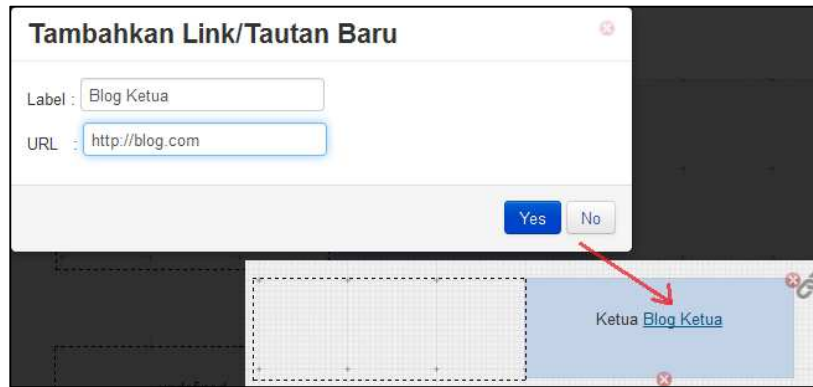 Tambahkan Link/Tautan Baru
Label : Blog Ketua
URL : http://blog.com
Yes No
Ketua Blog Ketua